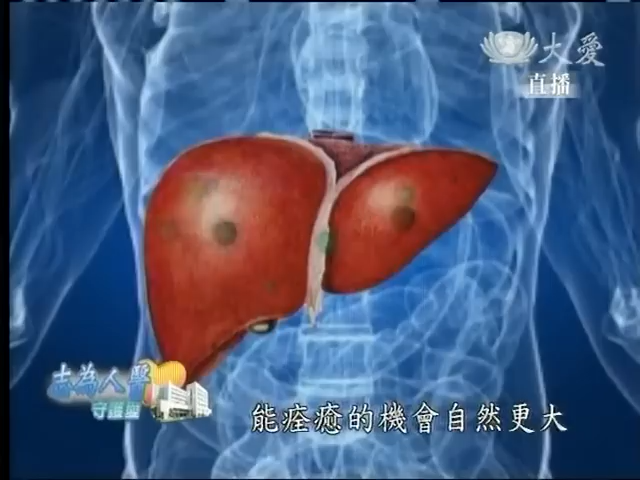 大愛
直播
志為人醫
守護愛
能痊癒的機會自然更大